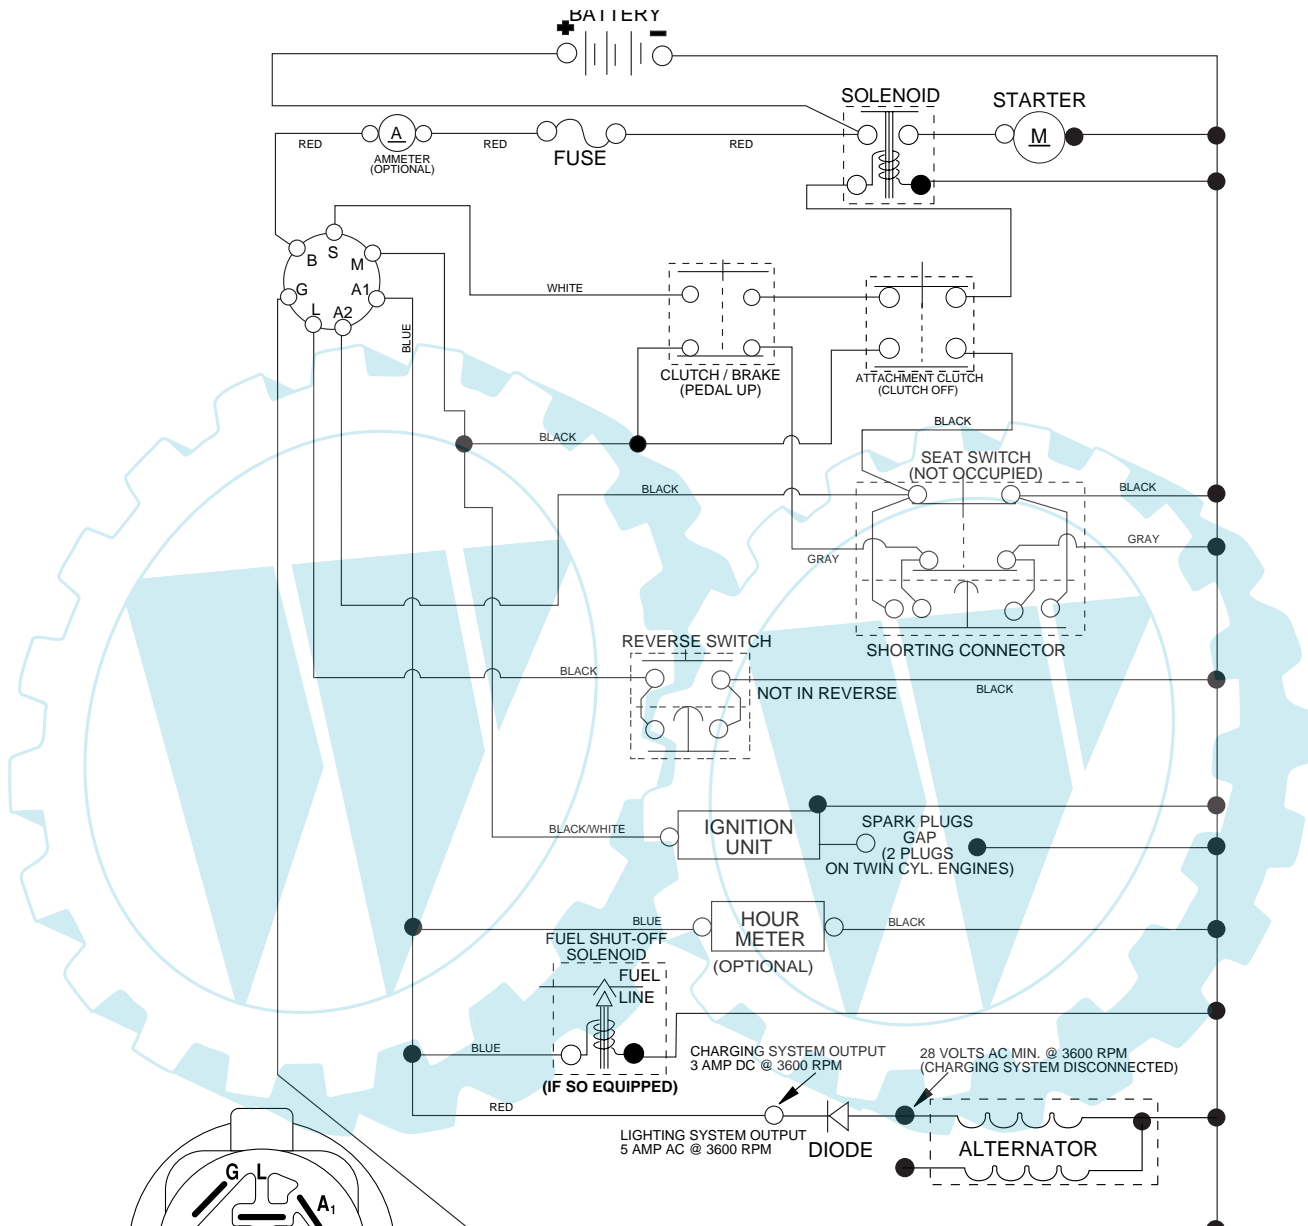 BATTERY
SOLENOID
STARTER
A
M
RED
RED
RED
AMMETER
(OPTIONAL)
FUSE
B
S
M
G
A1
L
A2
BLUE
WHITE
CLUTCH / BRAKE
(PEDAL UP)
ATTACHMENT CLUTCH
(CLUTCH OFF)
BLACK
BLACK
SEAT SWITCH
(NOT OCCUPIED)
BLACK
BLACK
GRAY
GRAY
SHORTING CONNECTOR
REVERSE SWITCH
BLACK
NOT IN REVERSE
BLACK
BLACK/WHITE
IGNITION
UNIT
SPARK PLUGS
GAP
(2 PLUGS
ON TWIN CYL. ENGINES)
BLUE
HOUR
METER
BLACK
(OPTIONAL)
FUEL SHUT-OFF
SOLENOID
FUEL
LINE
BLUE
(IF SO EQUIPPED)
CHARGING SYSTEM OUTPUT
3 AMP DC @ 3600 RPM
28 VOLTS AC MIN. @ 3600 RPM
(CHARGING SYSTEM DISCONNECTED)
RED
LIGHTING SYSTEM OUTPUT
5 AMP AC @ 3600 RPM
DIODE
ALTERNATOR
G L
A1